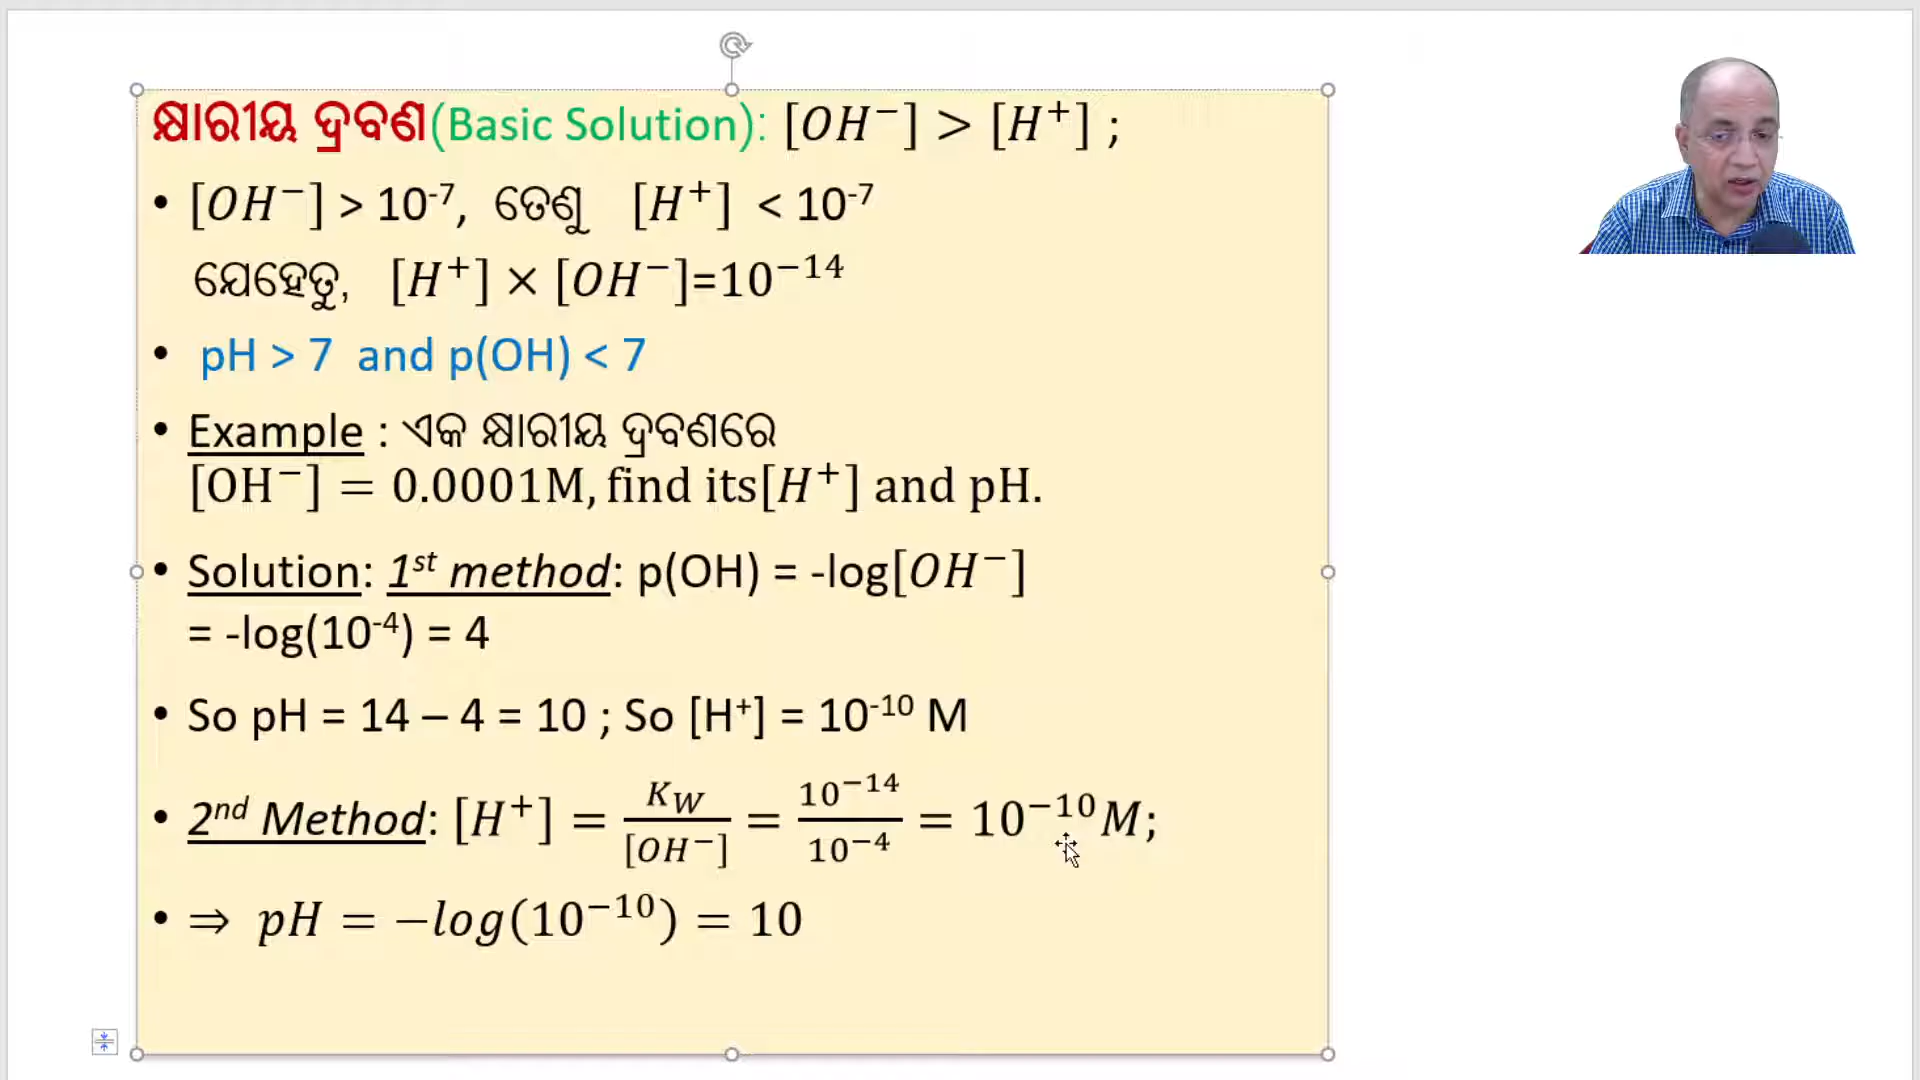 କ୍ଷାରୀୟ ଦ୍ରବଣ(Basic Solution): [OH⁻] > [H⁺] ;
• [OH⁻] > 10⁻⁷, ତେଣୁ [H⁺] < 10⁻⁷
ଯେହେତୁ, [H⁺] × [OH⁻]=10⁻¹⁴
• pH > 7 and p(OH) < 7
• Example : ଏକ କ୍ଷାରୀୟ ଦ୍ରବଣରେ
[OH⁻] = 0.0001M, find its[H⁺] and pH.
• Solution: 1ˢᵗ method: p(OH) = -log[OH⁻]
= -log(10⁻⁴) = 4
• So pH = 14 – 4 = 10 ; So [H⁺] = 10⁻¹⁰ M
• 2ⁿᵈ Method: [H⁺] = K_W/[OH⁻] = 10⁻¹⁴/10⁻⁴ = 10⁻¹⁰M;
• ⇒ pH = −log(10⁻¹⁰) = 10